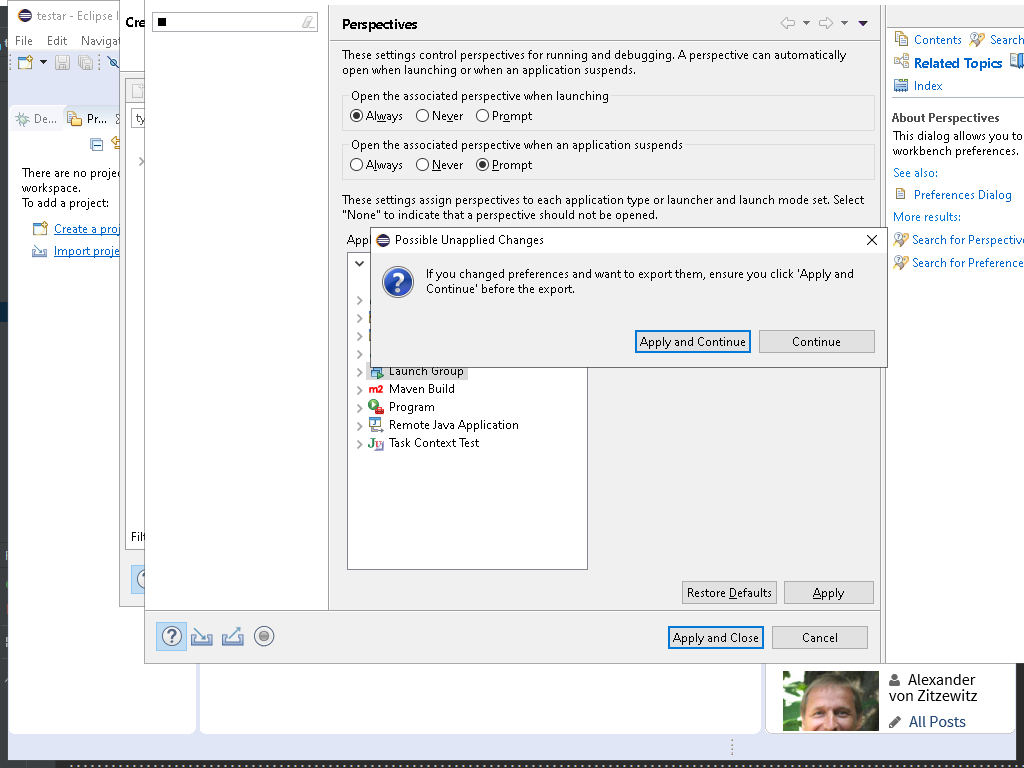 testar - Eclipse I
File Edit Navigat
De...
Pr...
There are no proje
workspace.
To add a project:
Create a proj
Import proje
Cre
ty
Filt
Perspectives
These settings control perspectives for running and debugging. A perspective can automatically
open when launching or when an application suspends.
Open the associated perspective when launching
Always Never Prompt
Open the associated perspective when an application suspends
Always Never Prompt
These settings assign perspectives to each application type or launcher and launch mode set. Select
"None" to indicate that a perspective should not be opened.
App
Possible Unapplied Changes
If you changed preferences and want to export them, ensure you click 'Apply and
Continue' before the export.
Apply and Continue Continue
Launch Group
m2 Maven Build
Program
Remote Java Application
Task Context Test
Restore Defaults Apply
Apply and Close Cancel
Contents Search
Related Topics
Index
About Perspectives
This dialog allows you to
workbench preferences.
See also:
Preferences Dialog
More results:
Search for Perspective
Search for Preference
Alexander
von Zitzewitz
All Posts